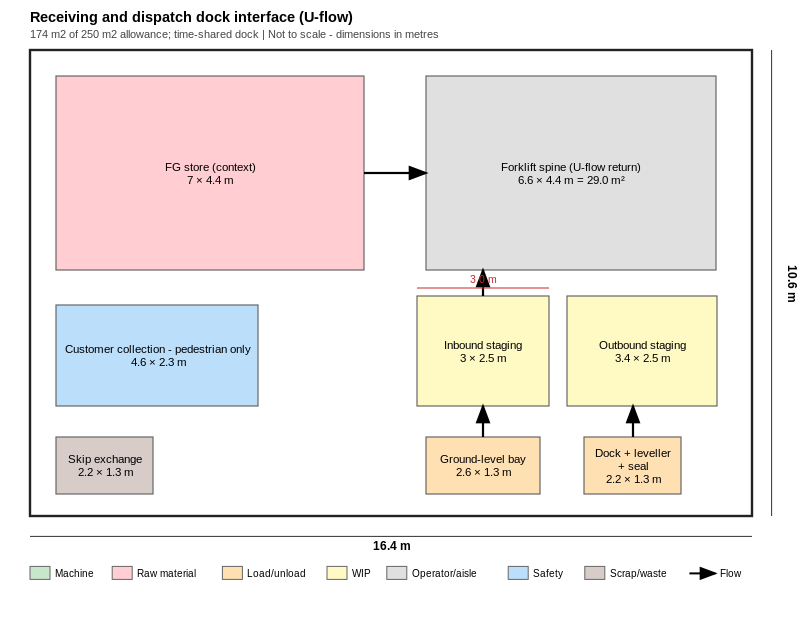 Receiving and dispatch dock interface (U-flow)
174 m2 of 250 m2 allowance; time-shared dock | Not to scale - dimensions in metres
FG store (context)
7 × 4.4 m
Forklift spine (U-flow return)
6.6 × 4.4 m = 29.0 m²
Customer collection - pedestrian only
4.6 × 2.3 m
Inbound staging
3 × 2.5 m
Outbound staging
3.4 × 2.5 m
Skip exchange
2.2 × 1.3 m
Ground-level bay
2.6 × 1.3 m
Dock + leveller
+ seal
2.2 × 1.3 m
10.6 m
16.4 m
Machine
Raw material
Load/unload
WIP
Operator/aisle
Safety
Scrap/waste
Flow